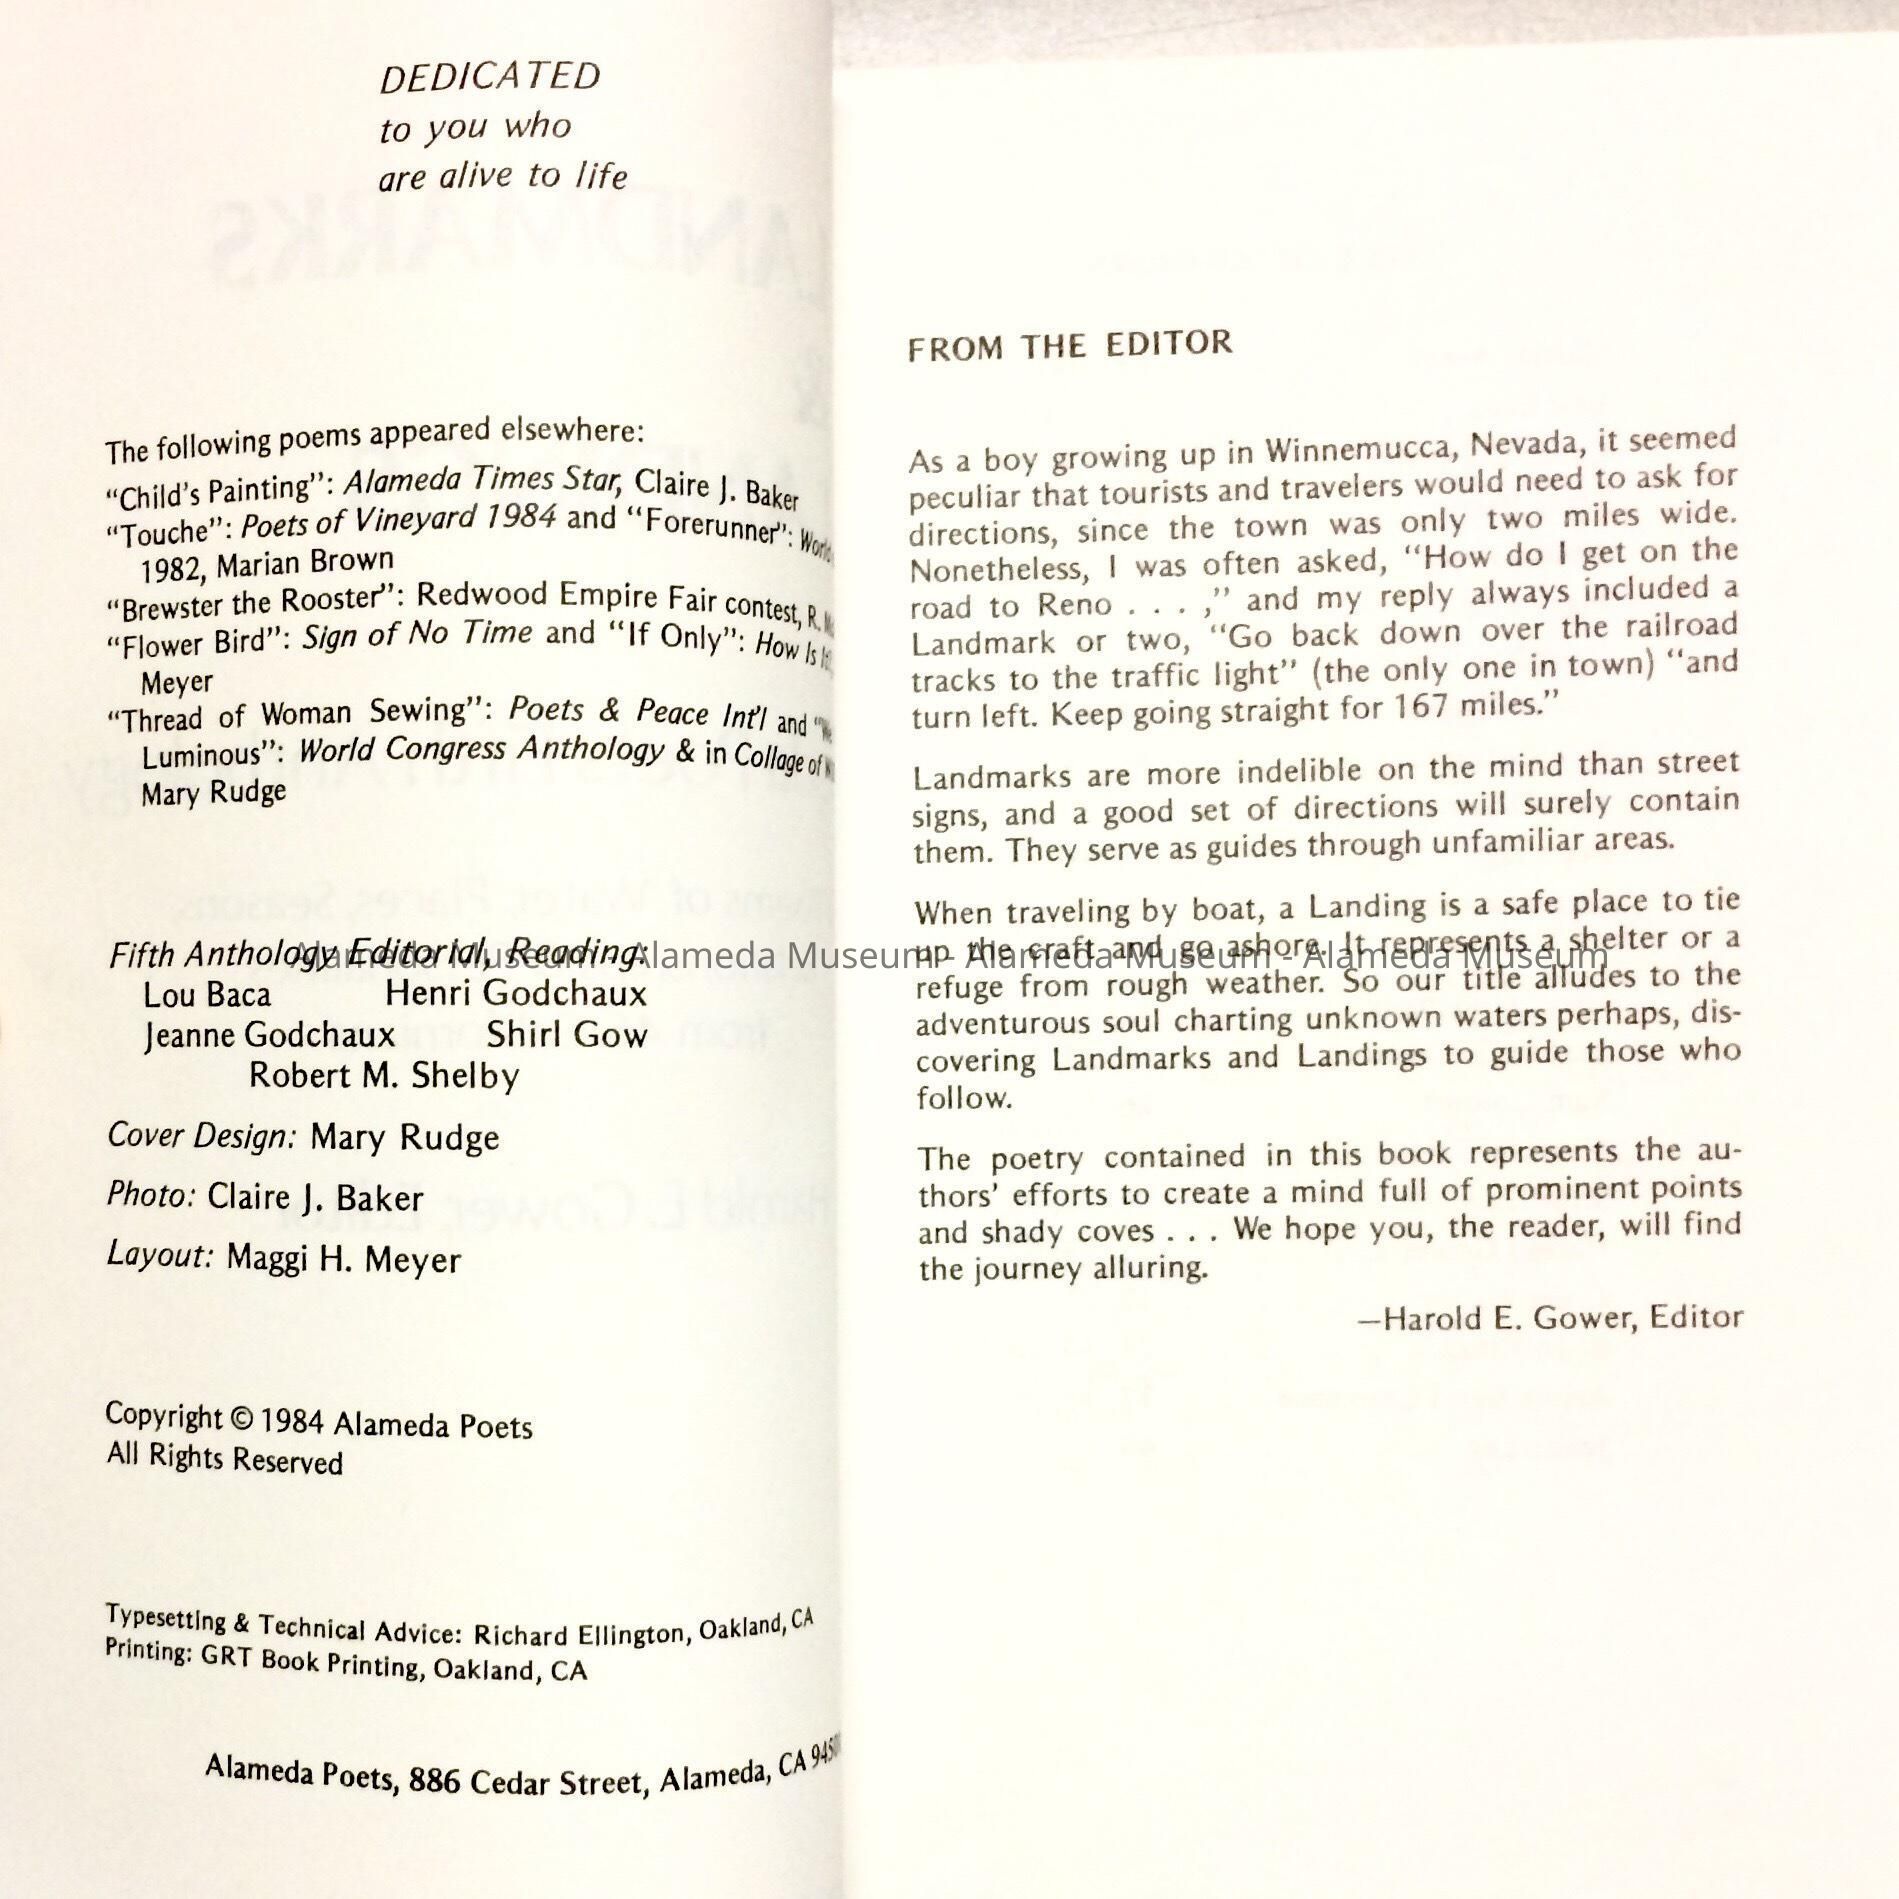 DEDICATED
to you who
are alive to life
The following poems appeared elsewhere:
"Child's Painting": Alameda Times Star, Claire J. Baker
"Touche": Poets of Vineyard 1984 and "Forerunner":
1982, Marian Brown
"Brewster the Rooster": Redwood Empire Fair contest, R.
"Flower Bird": Sign of No Time and "If Only": How Is
Meyer
"Thread of Woman Sewing": Poets & Peace Int'l and
Luminous": World Congress Anthology & in Collage of
Mary Rudge
Fifth Anthology Editorial, Reading:
Lou Baca Henri Godchaux
Jeanne Godchaux Shirl Gow
Robert M. Shelby
Cover Design: Mary Rudge
Photo: Claire J. Baker
Layout: Maggi H. Meyer
Copyright © 1984 Alameda Poets
All Rights Reserved
Typesetting & Technical Advice: Richard Ellington, Oakland, CA
Printing: GRT Book Printing, Oakland, CA
Alameda Poets, 886 Cedar Street, Alameda, CA
FROM THE EDITOR
As a boy growing up in Winnemucca, Nevada, it seemed
peculiar that tourists and travelers would need to ask for
directions, since the town was only two miles wide.
Nonetheless, I was often asked, "How do I get on the
road to Reno . . . ," and my reply always included a
Landmark or two, "Go back down over the railroad
tracks to the traffic light" (the only one in town) "and
turn left. Keep going straight for 167 miles."
Landmarks are more indelible on the mind than street
signs, and a good set of directions will surely contain
them. They serve as guides through unfamiliar areas.
When traveling by boat, a Landing is a safe place to tie
up the craft and go ashore. It represents a shelter or a
refuge from rough weather. So our title alludes to the
adventurous soul charting unknown waters perhaps, dis-
covering Landmarks and Landings to guide those who
follow.
The poetry contained in this book represents the au-
thors' efforts to create a mind full of prominent points
and shady coves . . . We hope you, the reader, will find
the journey alluring.
—Harold E. Gower, Editor
Alameda Museum - Alameda Museum - Alameda Museum - Alameda Museum